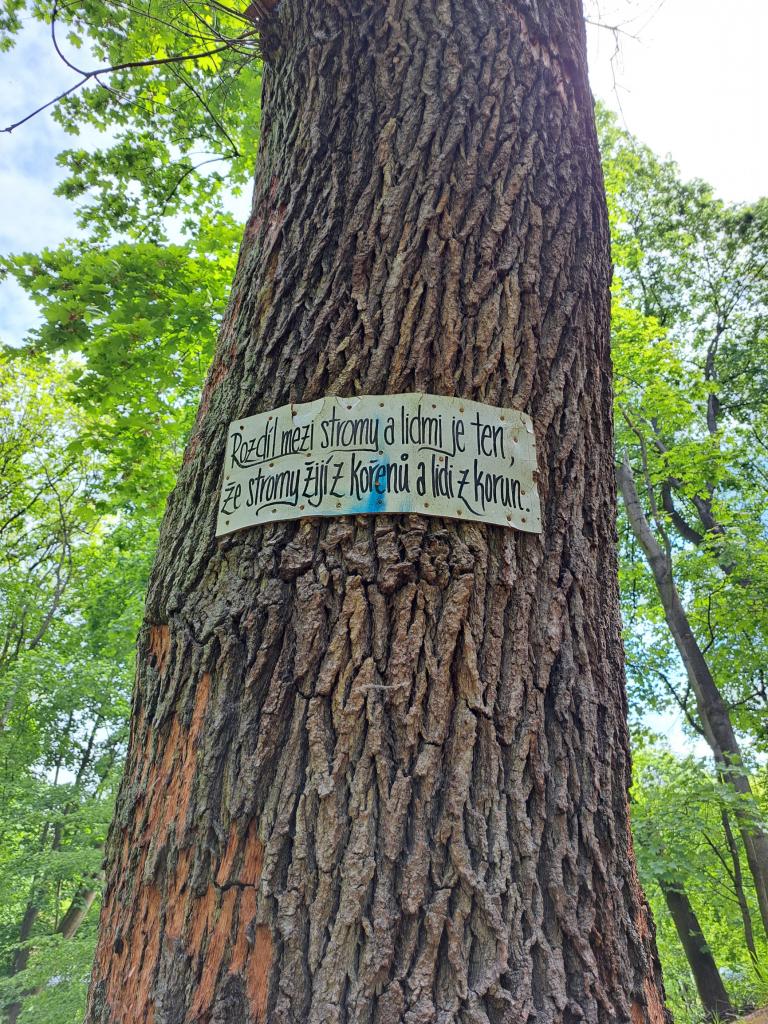 Rozdíl mezi stromy a lidmi je ten,
že stromy žijí z kořenů a lidi z korun.